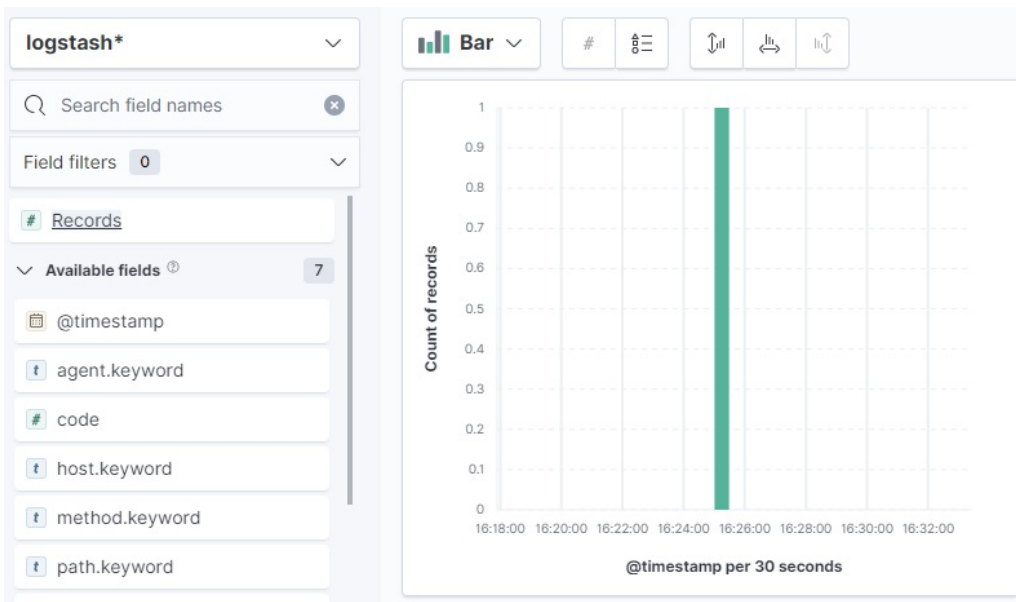 logstash*
Search field names
Field filters 0
# Records
Available fields ? 7
@timestamp
t agent.keyword
# code
t host.keyword
t method.keyword
t path.keyword
Bar
#
1
0.9
0.8
0.7
0.6
0.5
0.4
0.3
0.2
0.1
0
Count of records
16:18:00 16:20:00 16:22:00 16:24:00 16:26:00 16:28:00 16:30:00 16:32:00
@timestamp per 30 seconds